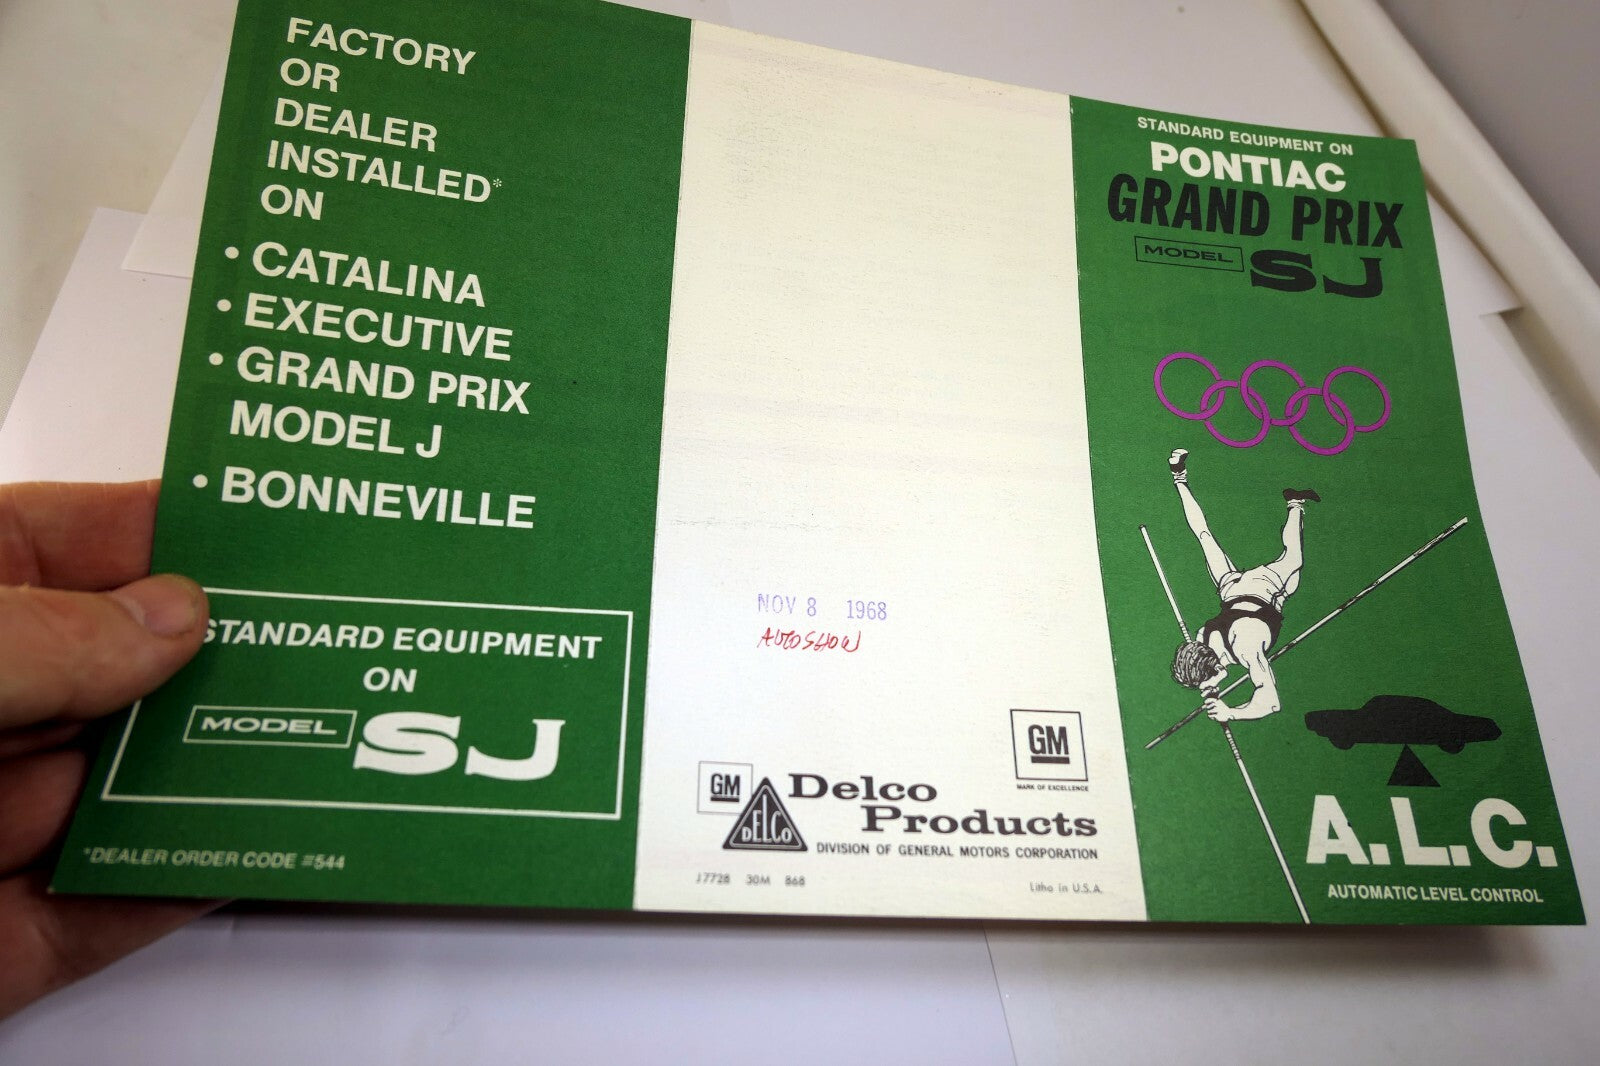 FACTORY
OR
DEALER
INSTALLED*
ON
• CATALINA
• EXECUTIVE
• GRAND PRIX
MODEL J
• BONNEVILLE
STANDARD EQUIPMENT
ON
MODEL SJ
*DEALER ORDER CODE #544
NOV 8 1968
AUTOSHOW
GM
MARK OF EXCELLENCE
GM
DELCO
Delco
Products
DIVISION OF GENERAL MOTORS CORPORATION
J7728 30M 868
Litho in U.S.A.
STANDARD EQUIPMENT ON
PONTIAC
GRAND PRIX
MODEL SJ
A.L.C.
AUTOMATIC LEVEL CONTROL